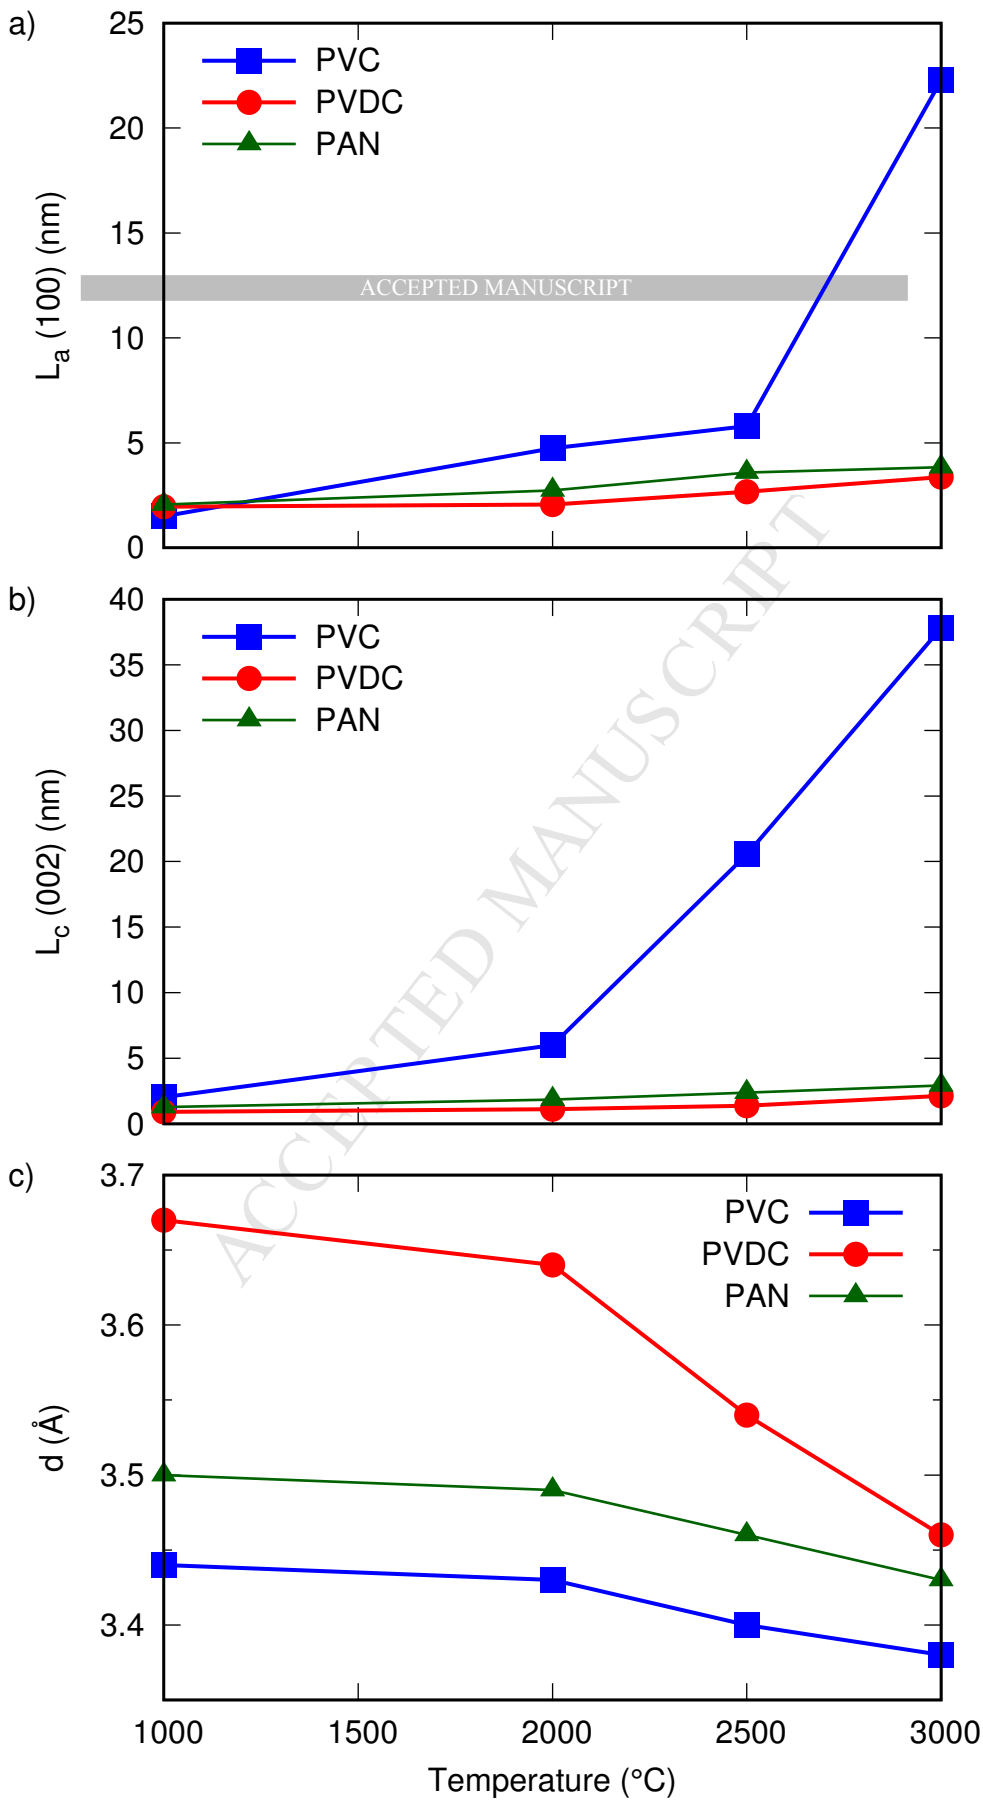 a)
25
20
15
10
5
0
La (100) (nm)
PVC
PVDC
PAN
ACCEPTED MANUSCRIPT
b)
40
35
30
25
20
15
10
5
0
Lc (002) (nm)
PVC
PVDC
PAN
ACCEPTED MANUSCRIPT
c)
3.7
3.6
3.5
3.4
d (Å)
PVC
PVDC
PAN
1000 1500 2000 2500 3000
Temperature (°C)